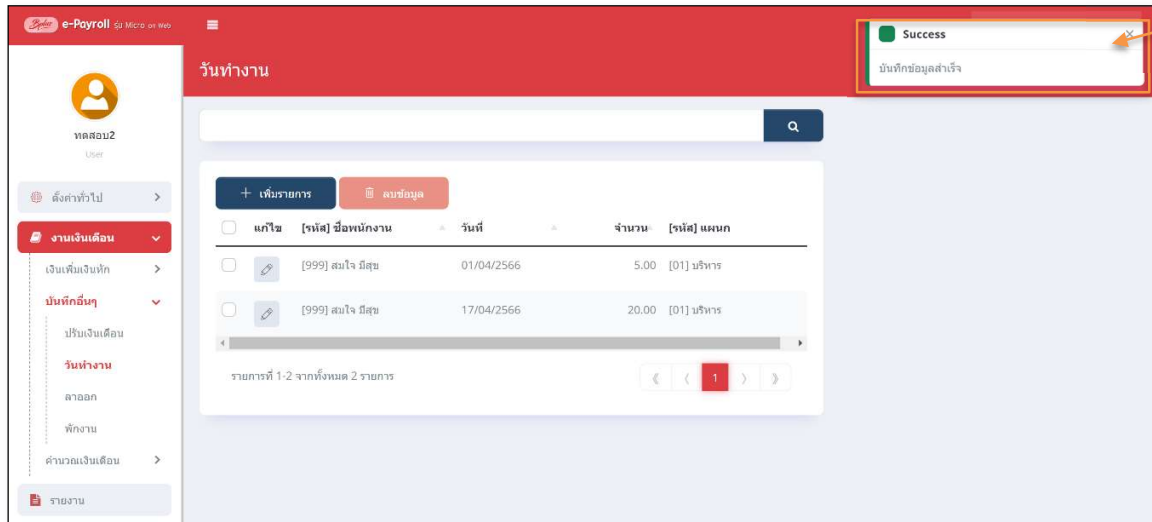 Bplus e-Payroll รุ่น Micro on Web
Success
×
บันทึกข้อมูลสำเร็จ
วันทำงาน
ทดสอบ2
User
ตั้งค่าทั่วไป
งานเงินเดือน
เงินเพิ่มเงินหัก
บันทึกอื่นๆ
ปรับเงินเดือน
วันทำงาน
ลาออก
พักงาน
คำนวณเงินเดือน
รายงาน
+ เพิ่มรายการ ลบข้อมูล
แก้ไข [รหัส] ชื่อพนักงาน วันที่ จำนวน [รหัส] แผนก
[999] สมใจ มีสุข 01/04/2566 5.00 [01] บริหาร
[999] สมใจ มีสุข 17/04/2566 20.00 [01] บริหาร
รายการที่ 1-2 จากทั้งหมด 2 รายการ 1